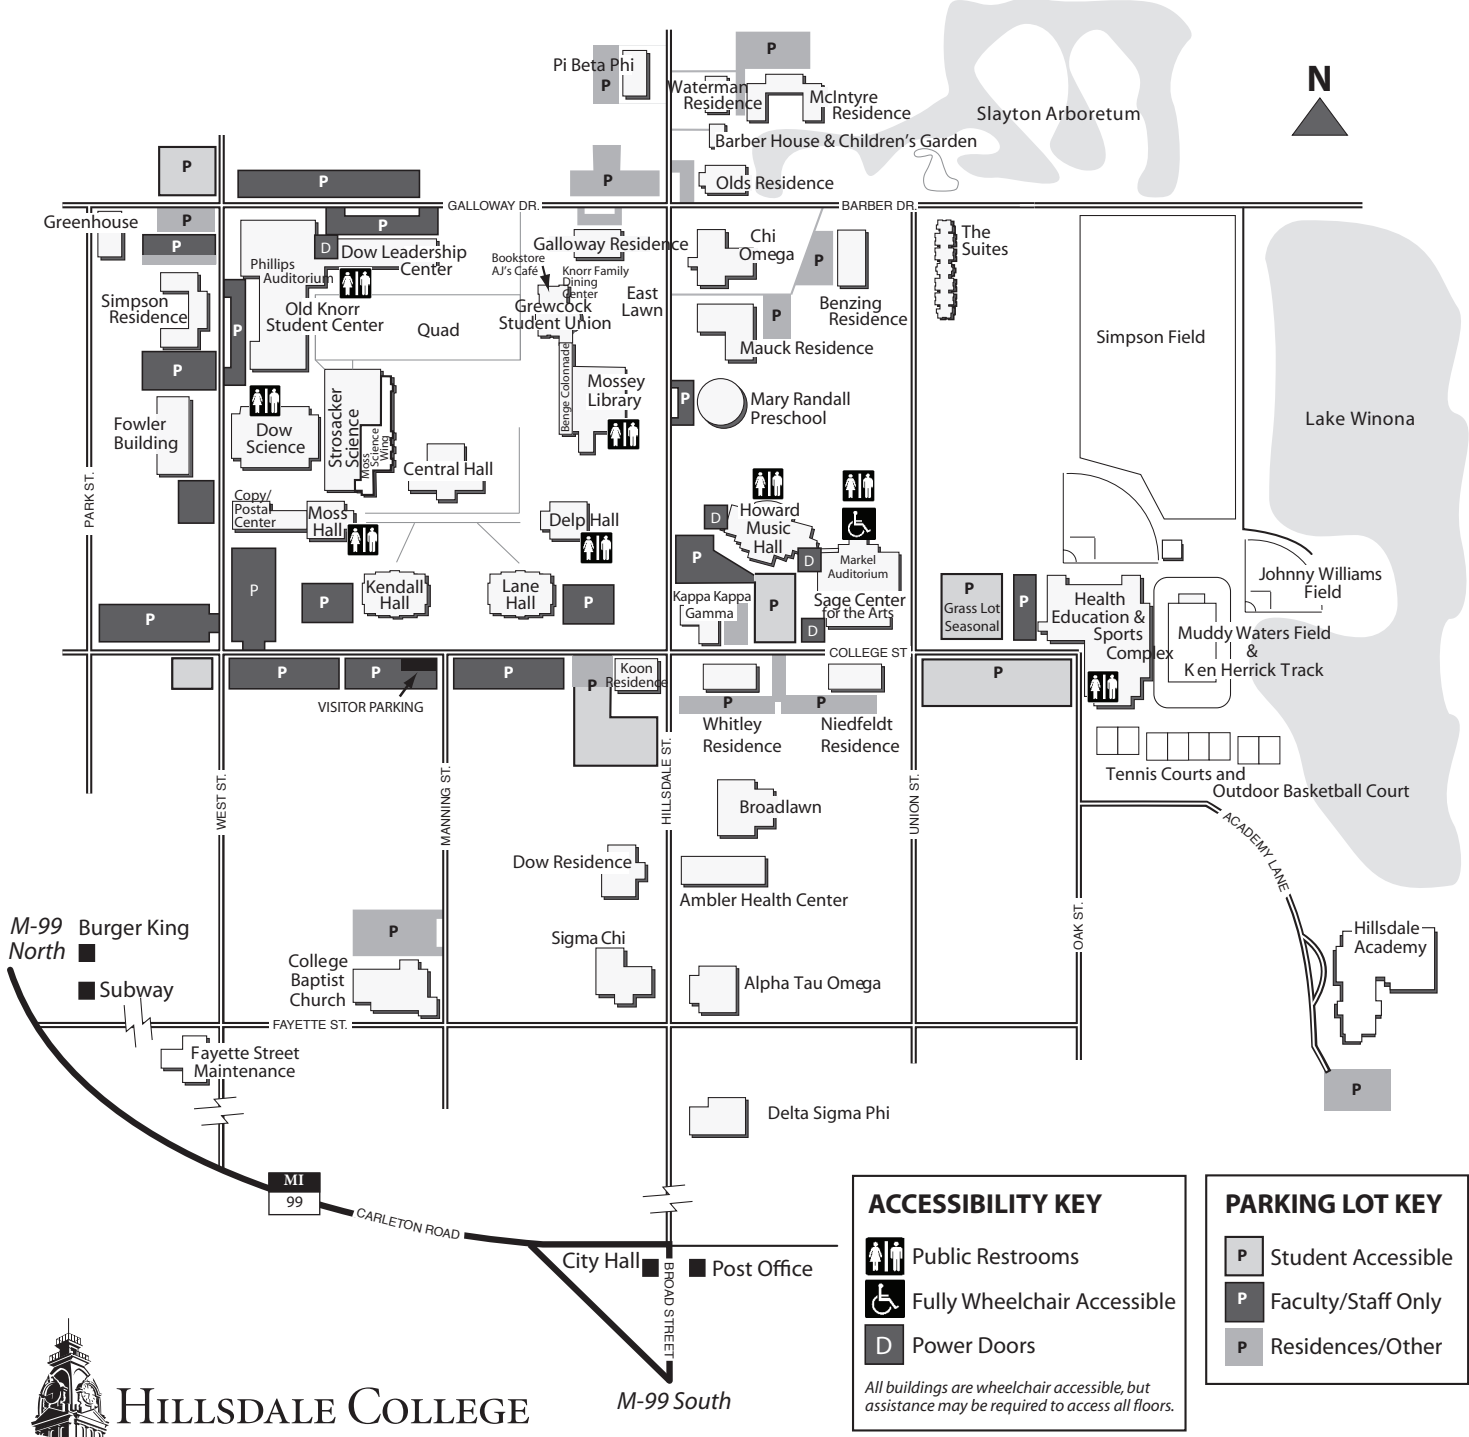 Pi Beta Phi
P
P
Waterman
Residence
McIntyre
Residence
Slayton Arboretum
N
Barber House & Children's Garden
P
P
P
Olds Residence
GALLOWAY DR.
BARBER DR.
Greenhouse
P
P
P
D
Dow Leadership
Center
Phillips
Auditorium
Galloway Residence
Bookstore
AJ's Café
Knorr Family
Dining
Center
Chi
Omega
P
The
Suites
Simpson
Residence
Old Knorr
Student Center
Quad
Grewcock
Student Union
East
Lawn
P
P
Benzing
Residence
Mauck Residence
Simpson Field
P
Fowler
Building
Dow
Science
Strosacker
Science
Moss
Science
Wing
Benge Colonnade
Mossey
Library
P
Mary Randall
Preschool
Lake Winona
Central Hall
PARK ST.
Copy/
Postal
Center
Moss
Hall
Delp Hall
D
Howard
Music
Hall
D
Markel
Auditorium
P
P
Kendall
Hall
P
Lane
Hall
P
P
Kappa Kappa
Gamma
P
Sage Center
for the Arts
D
P
Grass Lot
Seasonal
P
Health
Education &
Sports
Complex
Johnny Williams
Field
Muddy Waters Field
&
Ken Herrick Track
COLLEGE ST
P
P
P
VISITOR PARKING
P
Koon
Residence
P
Whitley
Residence
P
Niedfeldt
Residence
P
Tennis Courts and
Outdoor Basketball Court
WEST ST.
MANNING ST.
HILLSDALE ST.
UNION ST.
Broadlawn
ACADEMY LANE
Dow Residence
Ambler Health Center
OAK ST.
M-99
North
Burger King
Subway
P
College
Baptist
Church
Sigma Chi
Alpha Tau Omega
Hillsdale
Academy
FAYETTE ST.
Fayette Street
Maintenance
P
Delta Sigma Phi
MI
99
CARLETON ROAD
City Hall
Post Office
BROAD STREET
M-99 South
ACCESSIBILITY KEY
Public Restrooms
Fully Wheelchair Accessible
D Power Doors
All buildings are wheelchair accessible, but
assistance may be required to access all floors.
PARKING LOT KEY
P Student Accessible
P Faculty/Staff Only
P Residences/Other
HILLSDALE COLLEGE